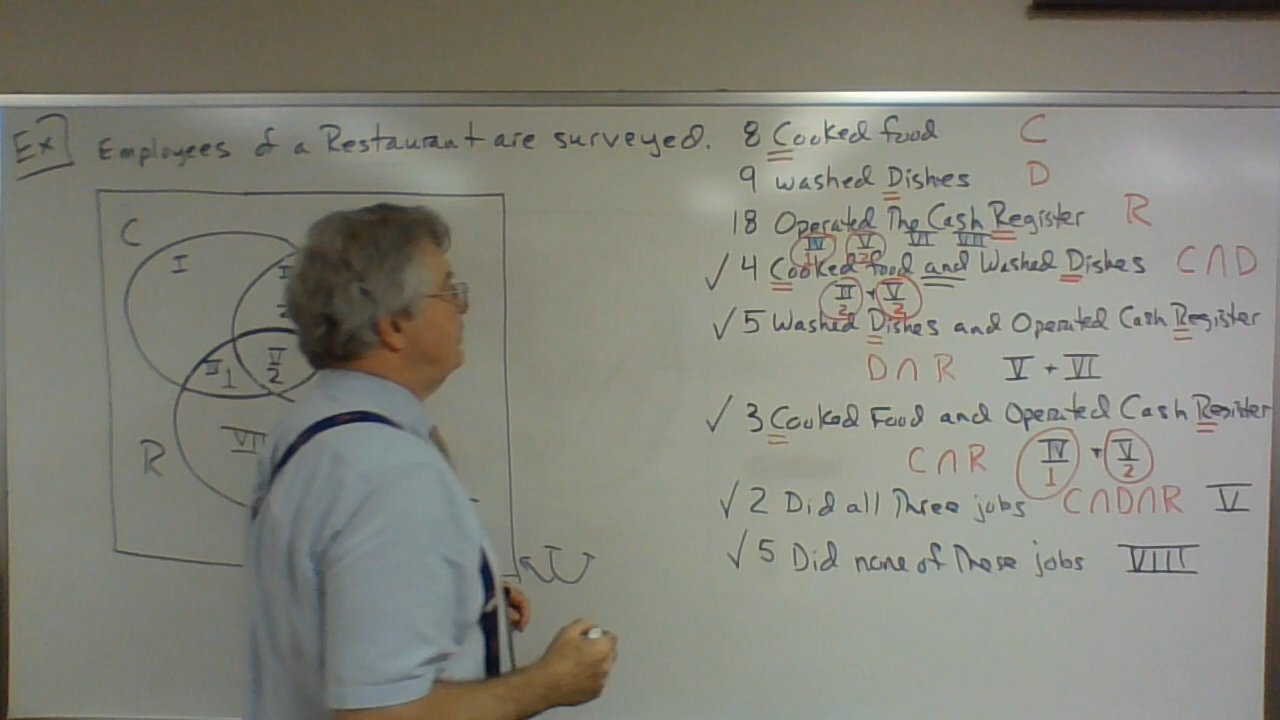 Ex Employees of a Restaurant are surveyed. 8 Cooked food C
9 washed Dishes D
18 Operated The Cash Register R
IV V VI VII
1 2
✓ 4 Cooked food and Washed Dishes C∩D
II + V
2 2
✓ 5 Washed Dishes and Operated Cash Register
D∩R V + VI
✓ 3 Cooked Food and Operated Cash Register
C∩R IV + V
1 2
✓ 2 Did all Three jobs C∩D∩R V
✓ 5 Did none of These jobs VIII
C
I
1
V
2
R
VII
U